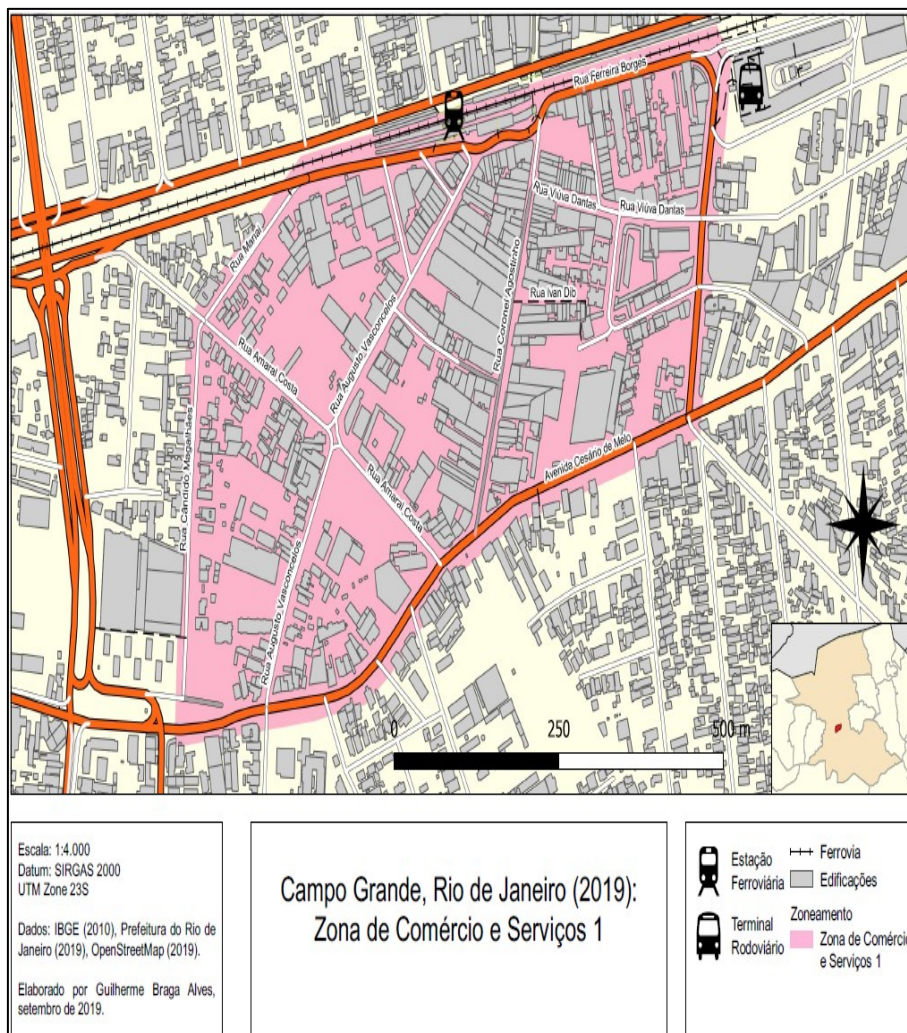 Rua Ferreira Borges
Rua Viúva Dantas
Rua Viúva Dantas
Rua Manaí
Rua Coronel Agostinho
Rua Ivan Dib
Rua Augusto Vasconcelos
Rua Amaral Costa
Rua Cândido Magalhães
Avenida Cesário de Melo
Rua Amaral Costa
Rua Augusto Vasconcelos
0 250 500 m
Escala: 1:4.000
Datum: SIRGAS 2000
UTM Zone 23S
Dados: IBGE (2010), Prefeitura do Rio de
Janeiro (2019), OpenStreetMap (2019).
Elaborado por Guilherme Braga Alves,
setembro de 2019.
Campo Grande, Rio de Janeiro (2019):
Zona de Comércio e Serviços 1
Estação
Ferroviária
Terminal
Rodoviário
Ferrovia
Edificações
Zoneamento
Zona de Comércio
e Serviços 1